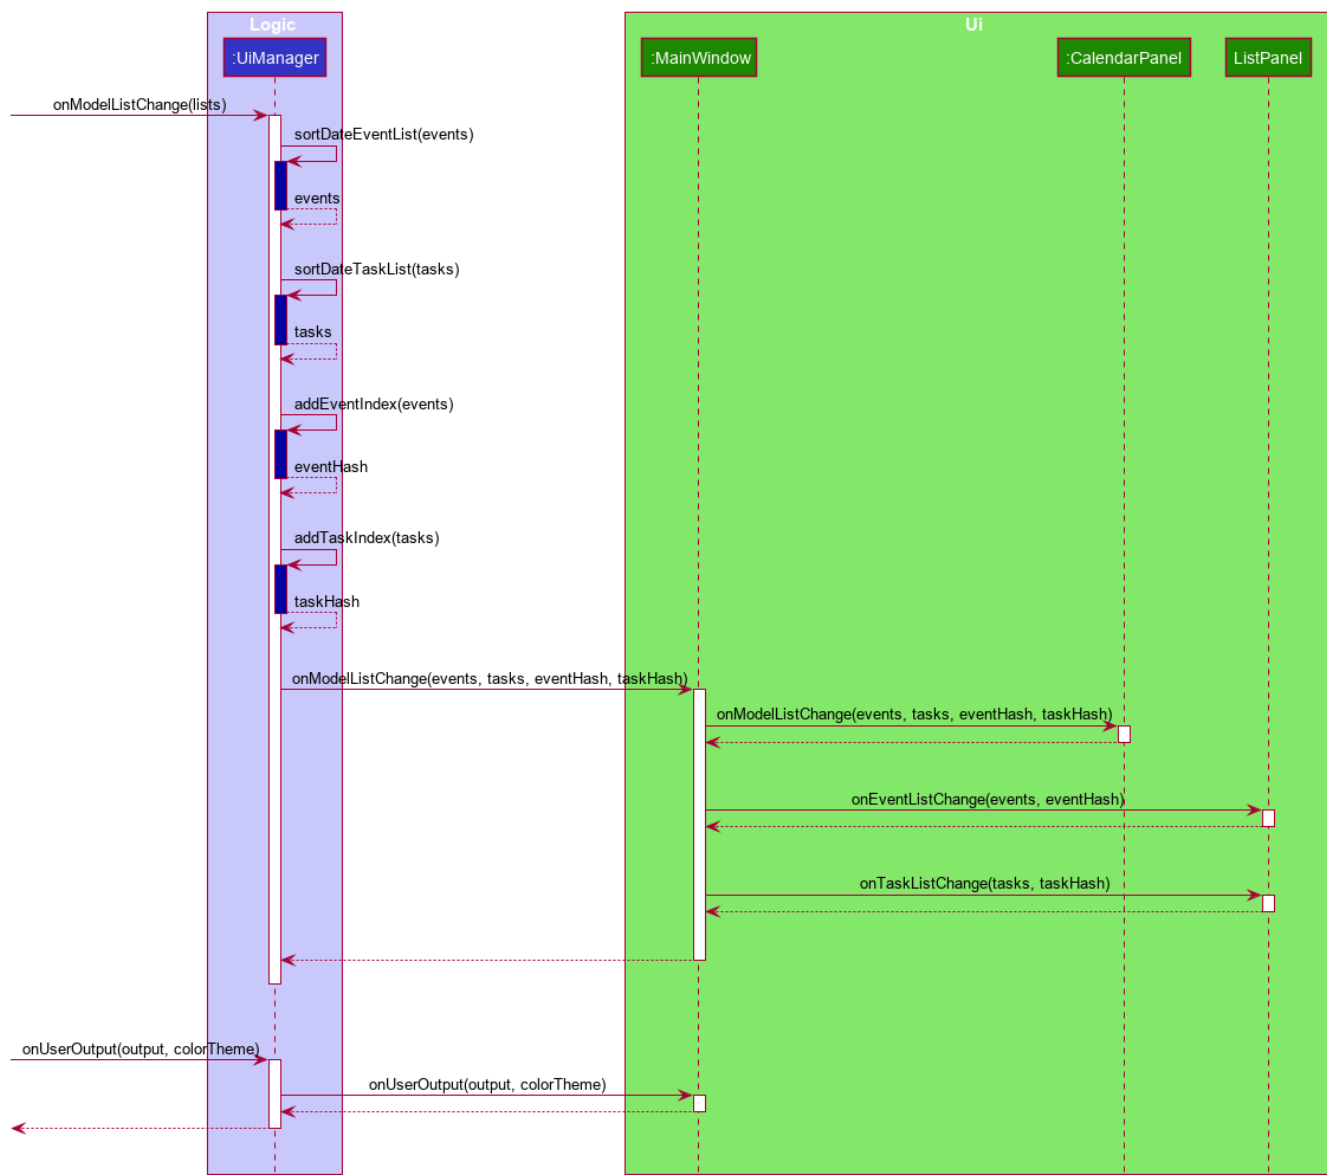 Logic
Ui
:UiManager
:MainWindow
:CalendarPanel
ListPanel
onModelListChange(lists)
sortDateEventList(events)
events
sortDateTaskList(tasks)
tasks
addEventIndex(events)
eventHash
addTaskIndex(tasks)
taskHash
onModelListChange(events, tasks, eventHash, taskHash)
onModelListChange(events, tasks, eventHash, taskHash)
onEventListChange(events, eventHash)
onTaskListChange(tasks, taskHash)
onUserOutput(output, colorTheme)
onUserOutput(output, colorTheme)